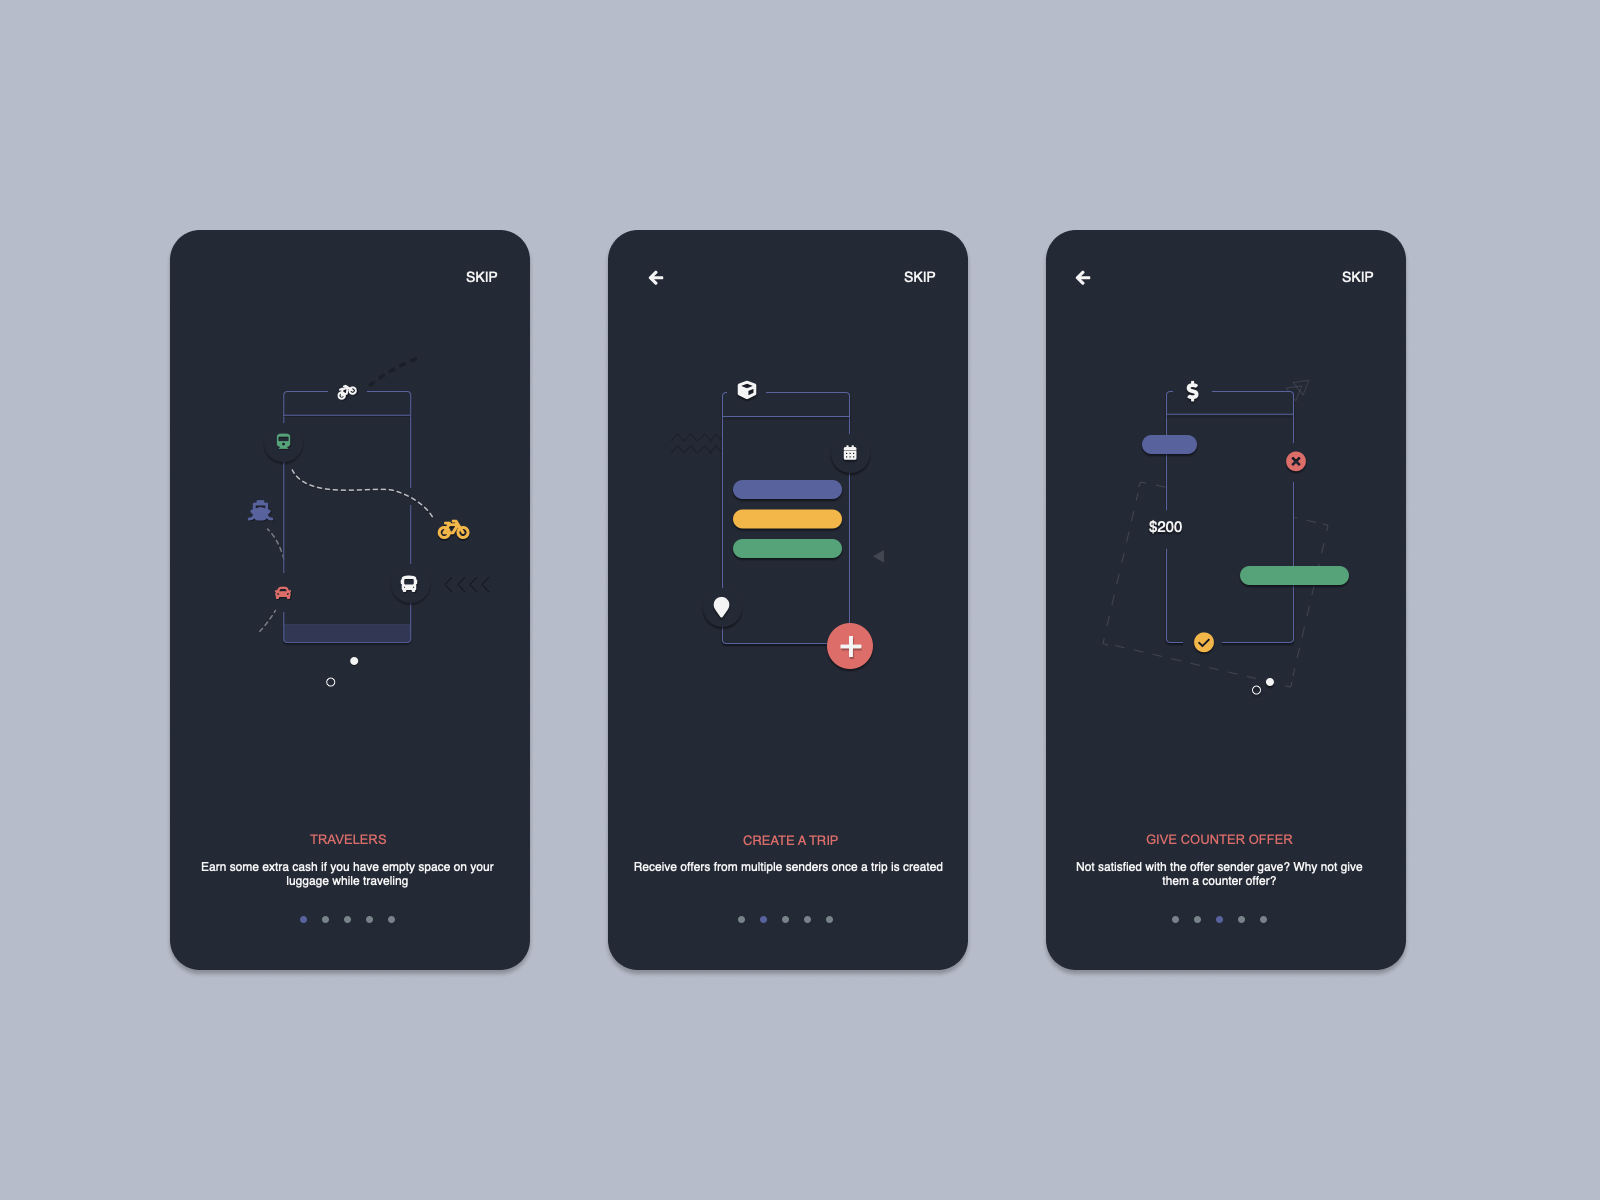 SKIP
TRAVELERS
Earn some extra cash if you have empty space on your
luggage while traveling
SKIP
CREATE A TRIP
Receive offers from multiple senders once a trip is created
SKIP
$200
GIVE COUNTER OFFER
Not satisfied with the offer sender gave? Why not give
them a counter offer?